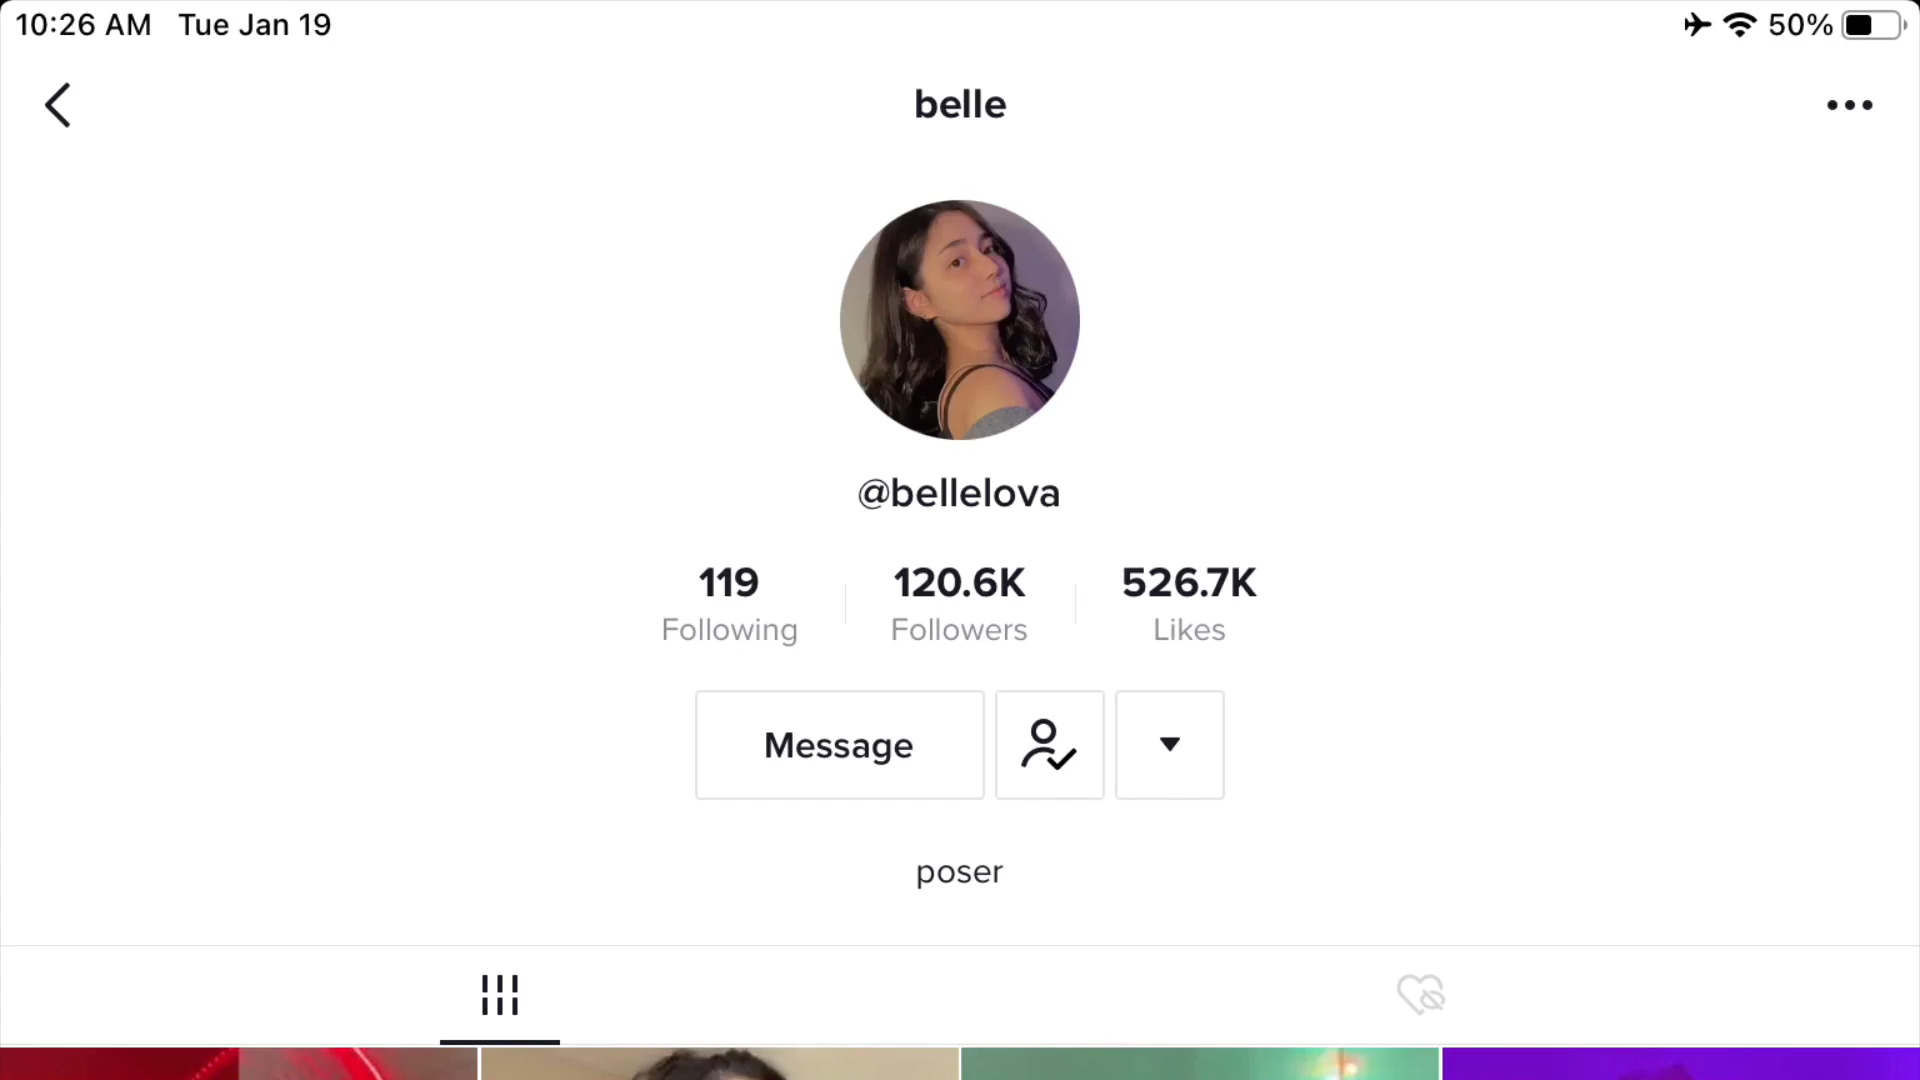 10:26 AM Tue Jan 19 50%
belle
@bellelova
119 120.6K 526.7K
Following Followers Likes
Message
poser